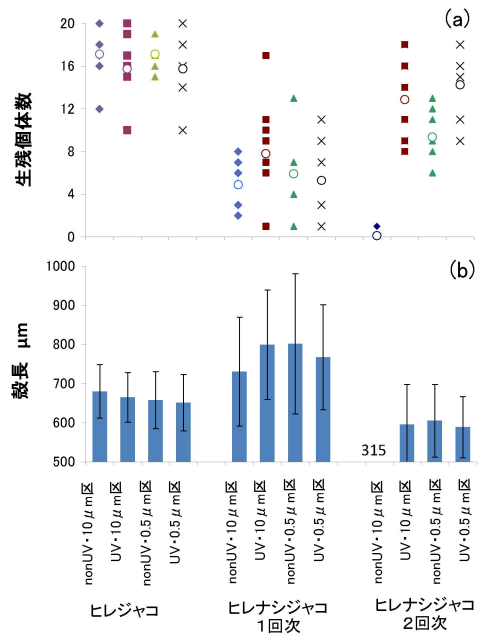 (a)
生残個体数
20
16
12
8
4
0
(b)
殻長 μm
1000
900
800
700
600
500
315
nonUV・10μm区
UV・10μm区
nonUV・0.5μm区
UV・0.5μm区
nonUV・10μm区
UV・10μm区
nonUV・0.5μm区
UV・0.5μm区
nonUV・10μm区
UV・10μm区
nonUV・0.5μm区
UV・0.5μm区
ヒレジャコ
ヒレナシジャコ
1回次
ヒレナシジャコ
2回次